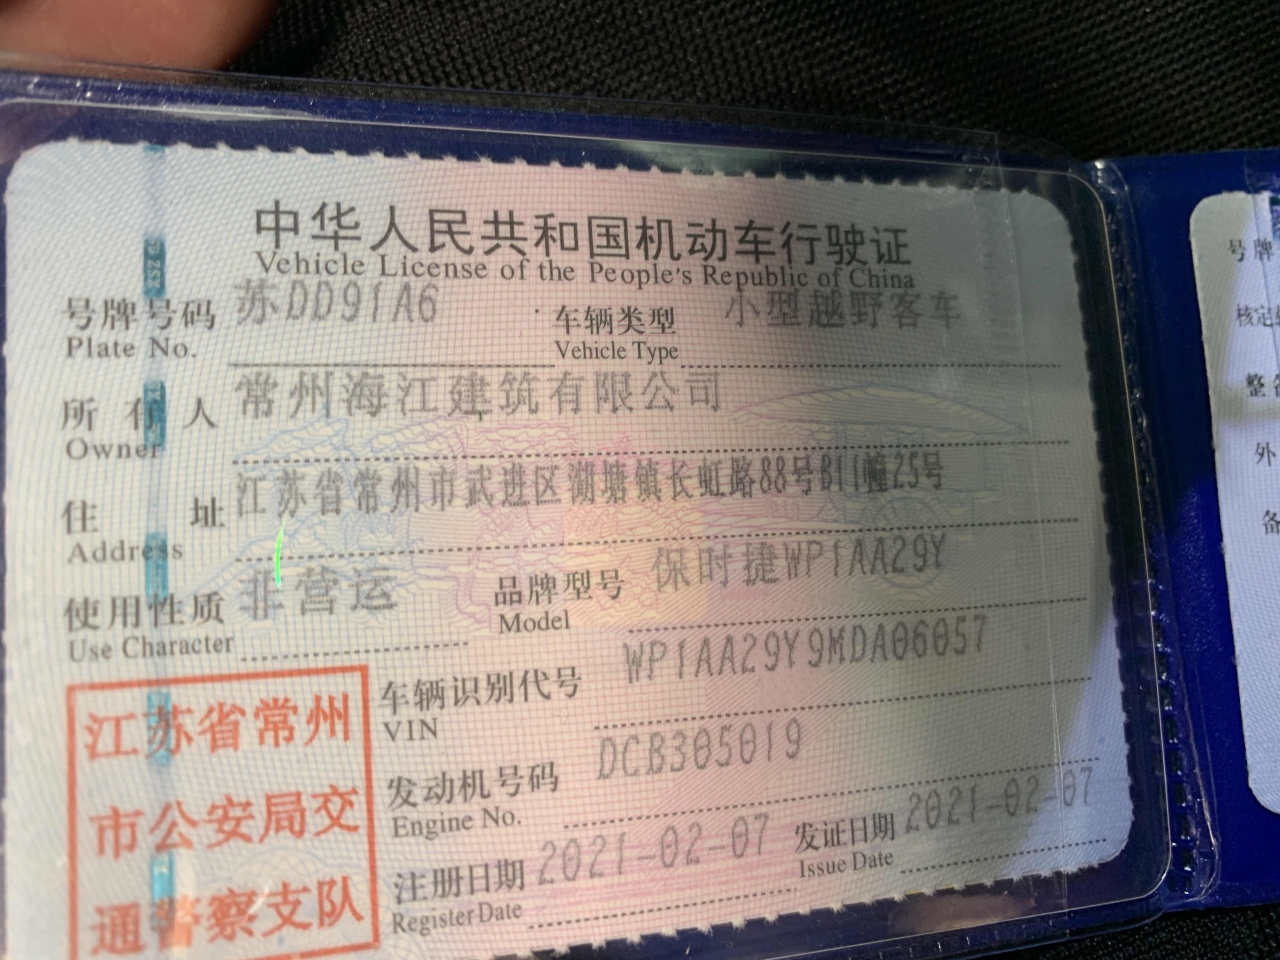 中华人民共和国机动车行驶证
Vehicle License of the People's Republic of China
号牌号码 苏DD91A6 车辆类型 小型越野客车
Plate No. Vehicle Type
所有人 常州海江建筑有限公司
Owner
住址 江苏省常州市武进区湖塘镇长虹路88号B11幢25号
Address
使用性质 非营运 品牌型号 保时捷WP1AA29Y
Use Character Model
车辆识别代号 WP1AA29Y9MDA06057
VIN
发动机号码 DCB305019
Engine No.
注册日期 2021-02-07 发证日期 2021-02-07
Register Date Issue Date
江苏省常州
市公安局交
通警察支队
号牌
核定
整
外
备